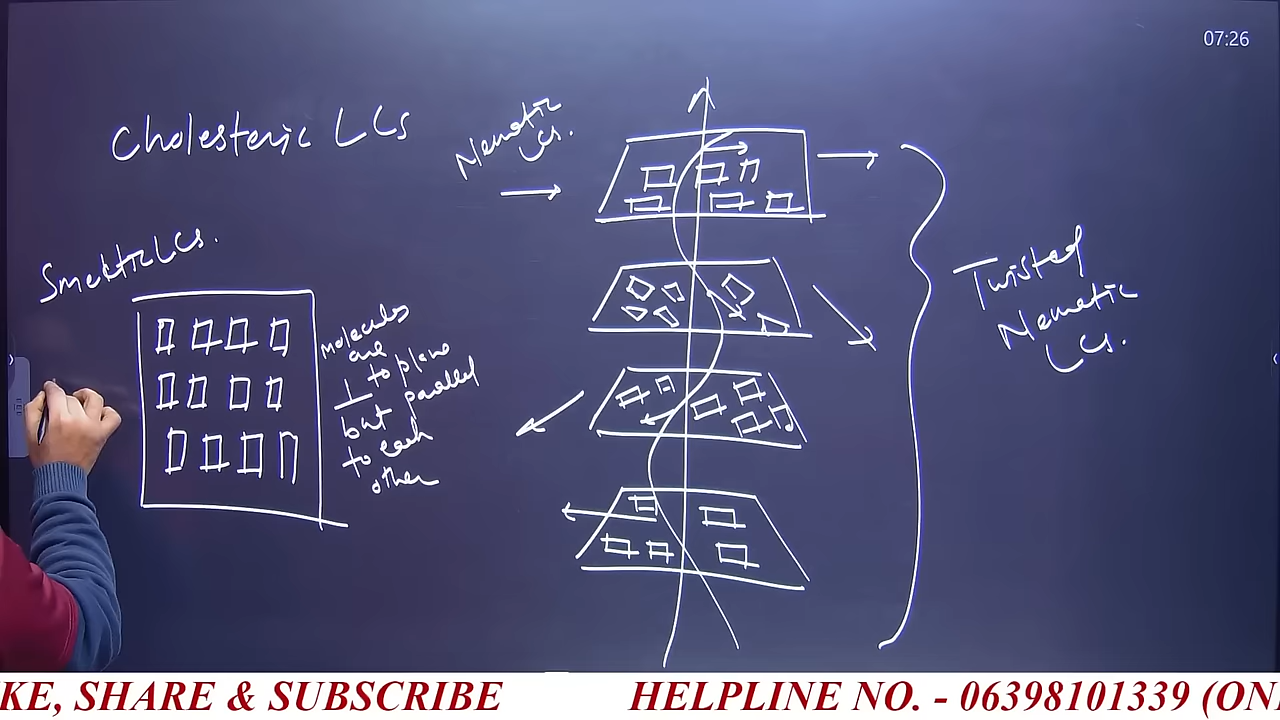 07:26
Cholesteric LCs
Nematic
LCs.
Smectic LCs.
Molecules
are
⊥ to plane
but parallel
to each
other
Twisted
Nematic
LCs.
KE, SHARE & SUBSCRIBE HELPLINE NO. - 06398101339 (ON